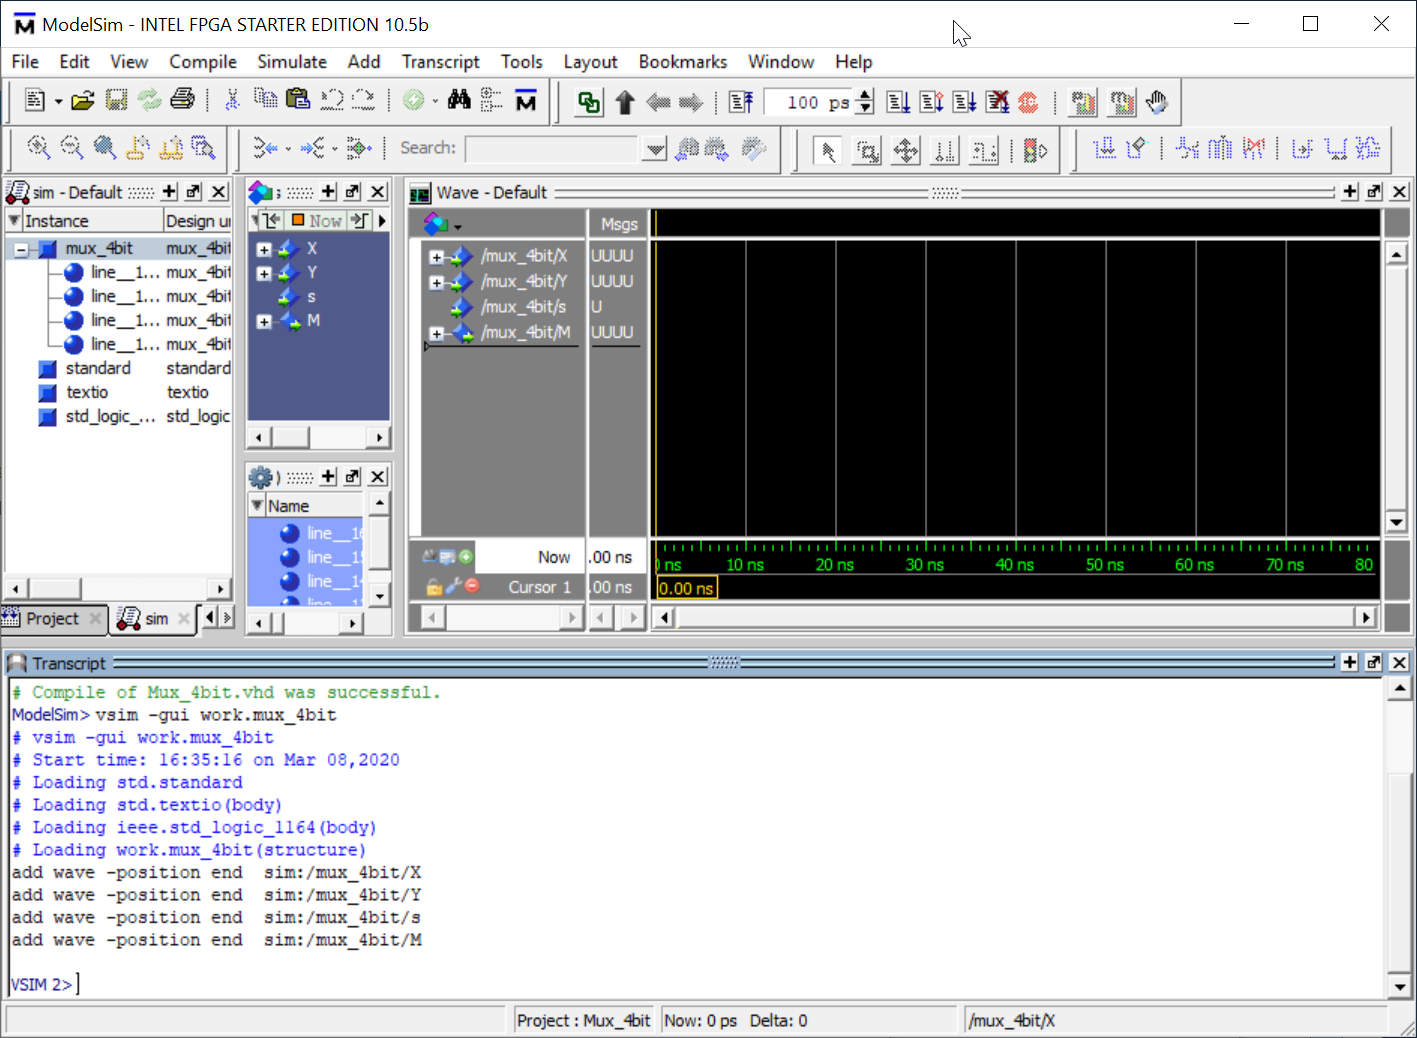 ModelSim - INTEL FPGA STARTER EDITION 10.5b
File Edit View Compile Simulate Add Transcript Tools Layout Bookmarks Window Help
100 ps
Search:
sim - Default
Instance Design
mux_4bit mux_4bit
line__1... mux_4bit
line__1... mux_4bit
line__1... mux_4bit
line__1... mux_4bit
standard standard
textio textio
std_logic_... std_logic
Project sim
Now
X
Y
s
M
Name
line__16
line__15
line__14
Wave - Default
Msgs
/mux_4bit/X UUUU
/mux_4bit/Y UUUU
/mux_4bit/s U
/mux_4bit/M UUUU
Now .00 ns
Cursor 1 .00 ns
ns 10 ns 20 ns 30 ns 40 ns 50 ns 60 ns 70 ns 80
0.00 ns
Transcript
# Compile of Mux_4bit.vhd was successful.
ModelSim> vsim -gui work.mux_4bit
# vsim -gui work.mux_4bit
# Start time: 16:35:16 on Mar 08,2020
# Loading std.standard
# Loading std.textio(body)
# Loading ieee.std_logic_1164(body)
# Loading work.mux_4bit(structure)
add wave -position end  sim:/mux_4bit/X
add wave -position end  sim:/mux_4bit/Y
add wave -position end  sim:/mux_4bit/s
add wave -position end  sim:/mux_4bit/M
VSIM 2>
Project : Mux_4bit Now: 0 ps Delta: 0 /mux_4bit/X